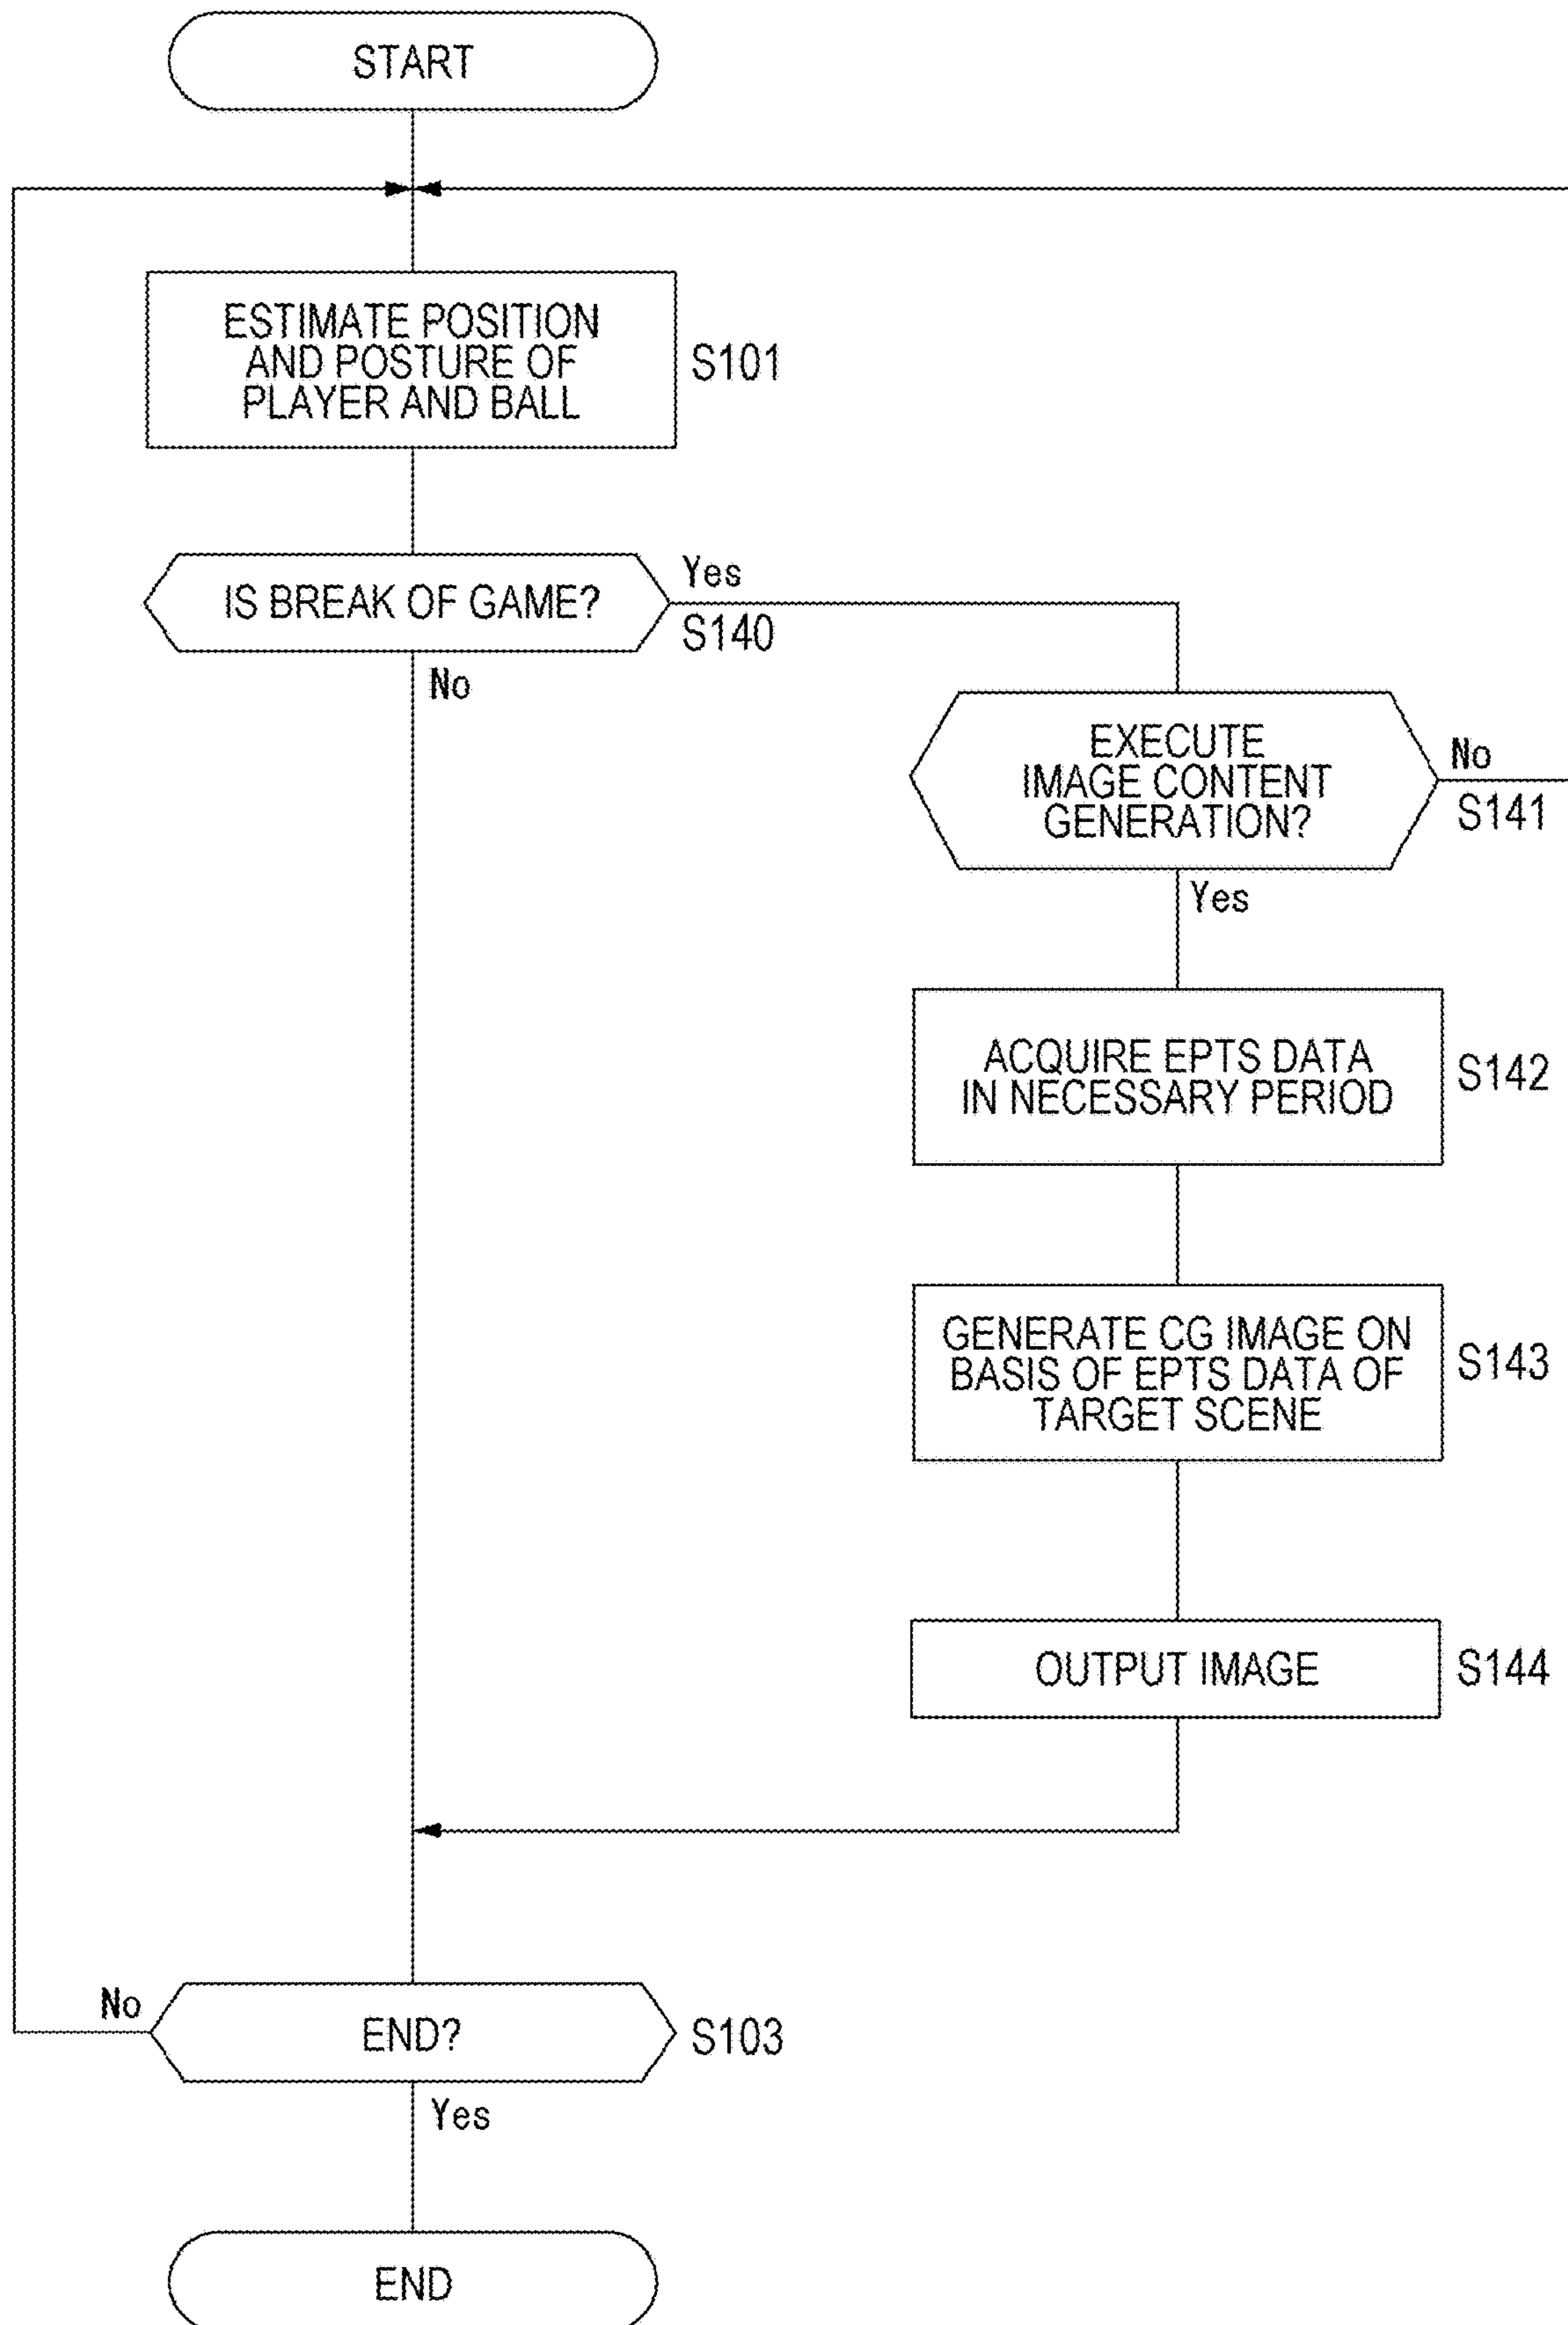 START
ESTIMATE POSITION
AND POSTURE OF
PLAYER AND BALL
S101
IS BREAK OF GAME?
Yes
S140
No
EXECUTE
IMAGE CONTENT
GENERATION?
No
S141
Yes
ACQUIRE EPTS DATA
IN NECESSARY PERIOD
S142
GENERATE CG IMAGE ON
BASIS OF EPTS DATA OF
TARGET SCENE
S143
OUTPUT IMAGE
S144
No
END?
S103
Yes
END